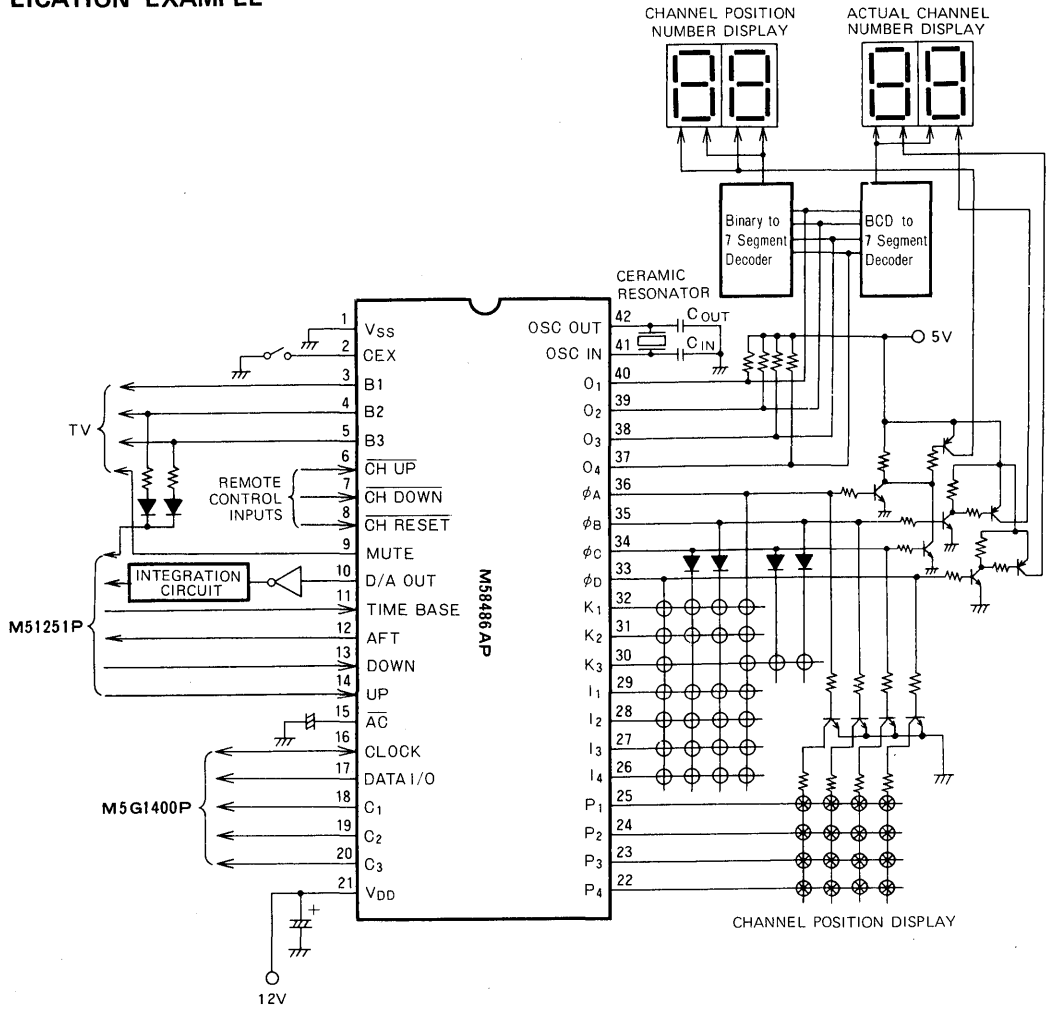 LICATION EXAMPLE
CHANNEL POSITION
NUMBER DISPLAY
ACTUAL CHANNEL
NUMBER DISPLAY
Binary to
7 Segment
Decoder
BCD to
7 Segment
Decoder
CERAMIC
RESONATOR
COUT
CIN
5V
M58486AP
1 VSS
2 CEX
3 B1
4 B2
5 B3
TV
6 CH UP
7 CH DOWN
8 CH RESET
REMOTE
CONTROL
INPUTS
9 MUTE
10 D/A OUT
INTEGRATION
CIRCUIT
11 TIME BASE
M51251P
12 AFT
13 DOWN
14 UP
15 AC
16 CLOCK
17 DATA I/O
M5G1400P
18 C1
19 C2
20 C3
21 VDD
+
12V
OSC OUT 42
OSC IN 41
O1 40
O2 39
O3 38
O4 37
φA 36
φB 35
φC 34
φD 33
K1 32
K2 31
K3 30
I1 29
I2 28
I3 27
I4 26
P1 25
P2 24
P3 23
P4 22
CHANNEL POSITION DISPLAY